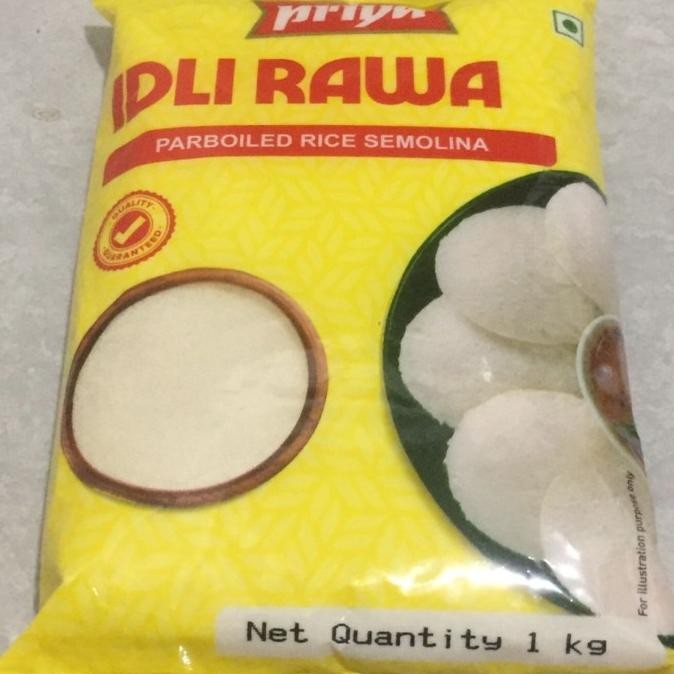 priya
IDLI RAWA
PARBOILED RICE SEMOLINA
QUALITY
GUARANTEED
For illustration purpose only
Net Quantity 1 kg